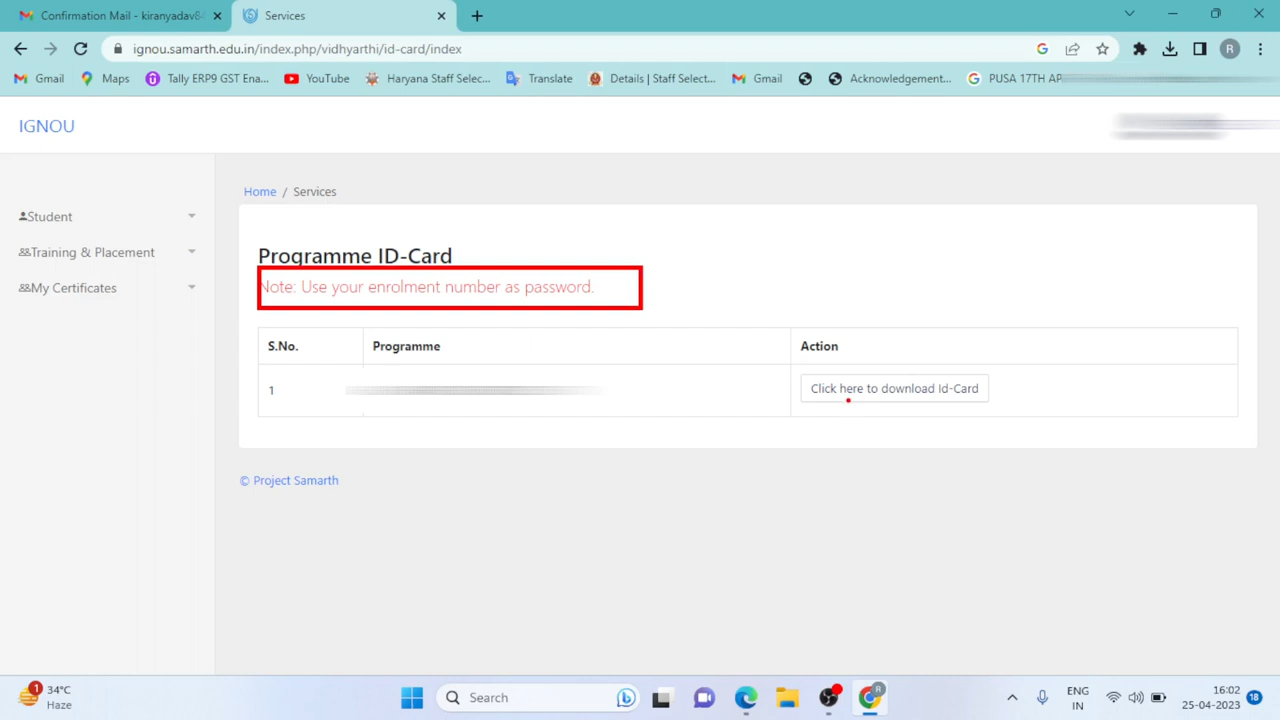 Confirmation Mail - kiranyadav84
Services
ignou.samarth.edu.in/index.php/vidhyarthi/id-card/index
R
Gmail
Maps
Tally ERP9 GST Ena...
YouTube
Haryana Staff Selec...
Translate
Details | Staff Select...
Gmail
Acknowledgement...
PUSA 17TH AP
IGNOU
Home / Services
Student
Training & Placement
My Certificates
Programme ID-Card
Note: Use your enrolment number as password.
S.No. Programme Action
1 Click here to download Id-Card
© Project Samarth
1
34°C
Haze
Search
R
ENG
IN
16:02
25-04-2023
18